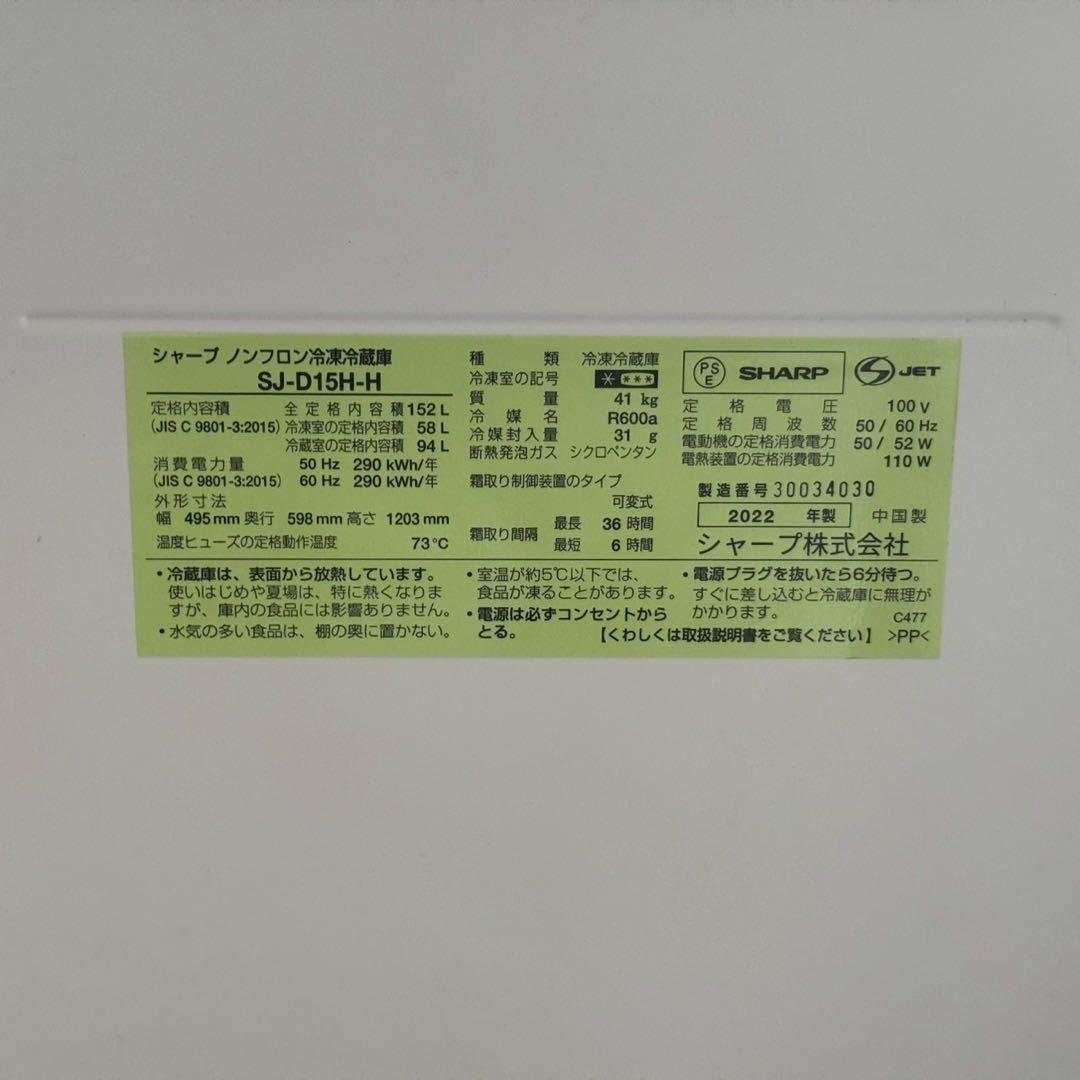 シャープ ノンフロン冷凍冷蔵庫
SJ-D15H-H
定格内容積 全定格内容積 152 L
(JIS C 9801-3:2015) 冷凍室の定格内容積 58 L
冷蔵室の定格内容積 94 L
消費電力量 50 Hz 290 kWh/年
(JIS C 9801-3:2015) 60 Hz 290 kWh/年
外形寸法
幅 495 mm 奥行 598 mm 高さ 1203 mm
温度ヒューズの定格動作温度 73℃
種類 冷凍冷蔵庫
冷凍室の記号 * ***
質量 41 kg
冷媒名 R600a
冷媒封入量 31 g
断熱発泡ガス シクロペンタン
霜取り制御装置のタイプ
可変式
霜取り間隔 最長 36 時間
最短 6 時間
PSE SHARP S JET
定格電圧 100 V
定格周波数 50 / 60 Hz
電動機の定格消費電力 50 / 52 W
電熱装置の定格消費電力 110 W
製造番号 30034030
2022 年製 中国製
シャープ株式会社
・冷蔵庫は、表面から放熱しています。
使いはじめや夏場は、特に熱くなりま
すが、庫内の食品には影響ありません。
・水気の多い食品は、棚の奥に置かない。
・室温が約5℃以下では、
食品が凍ることがあります。
・電源は必ずコンセントから
とる。
・電源プラグを抜いたら6分待つ。
すぐに差し込むと冷蔵庫に無理が
かかります。 C477
【くわしくは取扱説明書をご覧ください】 >PP<